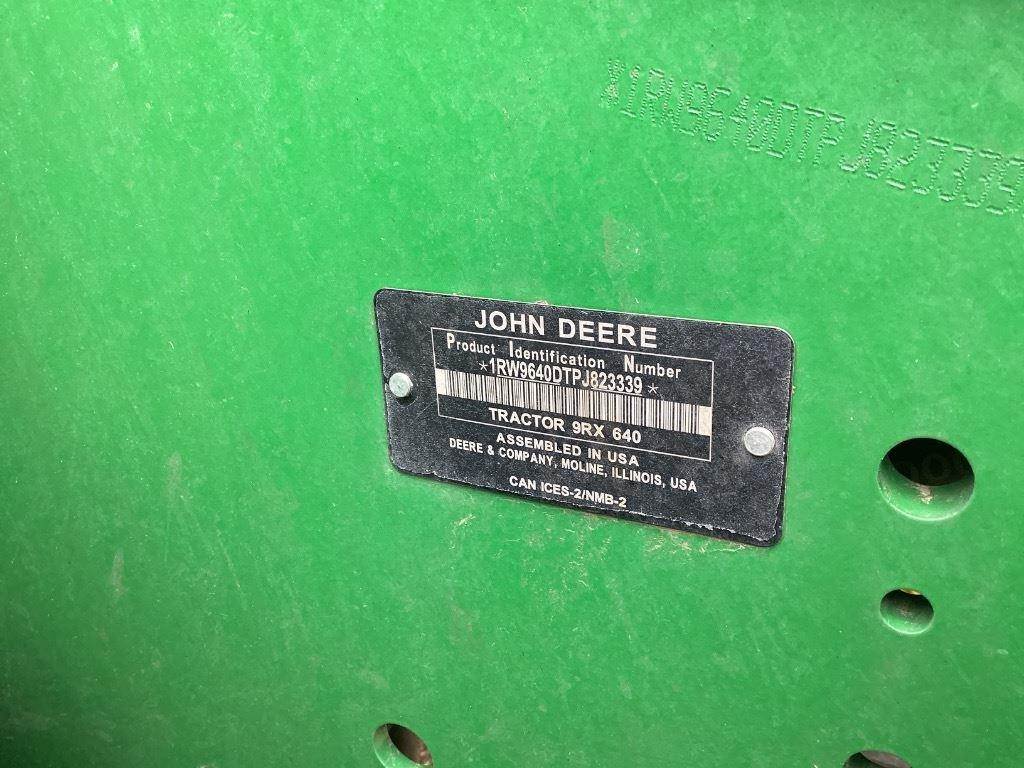 *1RW9640DTPJ823339
JOHN DEERE
Product Identification Number
*1RW9640DTPJ823339*
TRACTOR 9RX 640
ASSEMBLED IN USA
DEERE & COMPANY, MOLINE, ILLINOIS, USA
CAN ICES-2/NMB-2